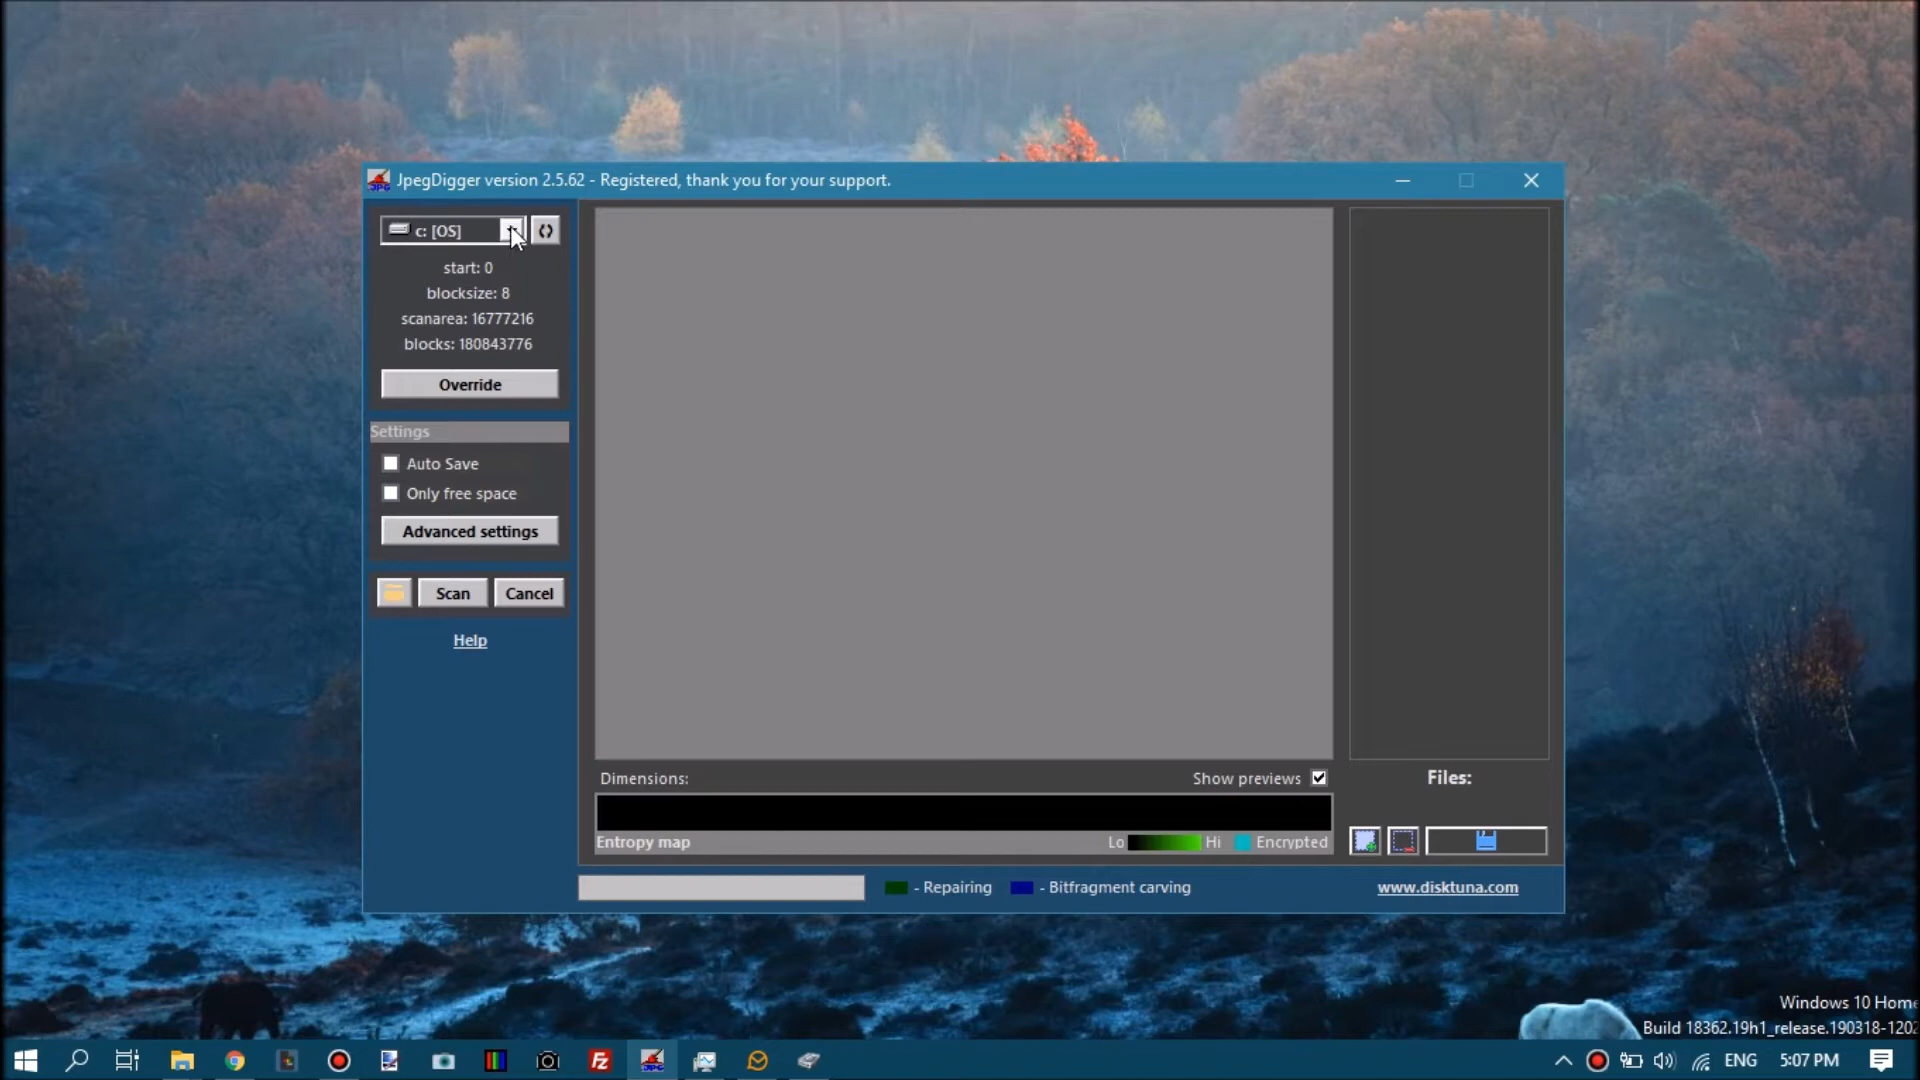 JpegDigger version 2.5.62 - Registered, thank you for your support.
c: [OS]
start: 0
blocksize: 8
scanarea: 16777216
blocks: 180843776
Override
Settings
Auto Save
Only free space
Advanced settings
Scan
Cancel
Help
Dimensions:
Show previews
Files:
Entropy map
Lo
Hi
Encrypted
- Repairing
- Bitfragment carving
www.disktuna.com
Windows 10 Home
Build 18362.19h1_release.190318-1202
JPG
ENG
5:07 PM